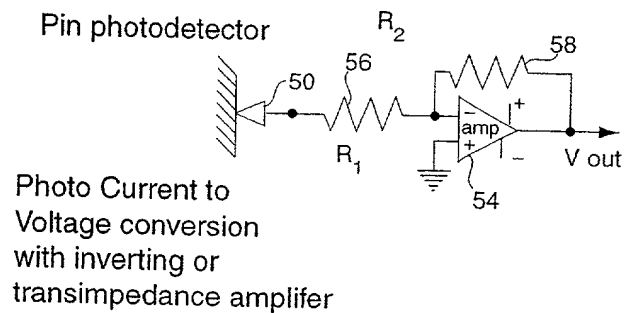 Pin photodetector
R2
58
50
56
+
−
amp
+
−
R1
V out
54
Photo Current to
Voltage conversion
with inverting or
transimpedance amplifer